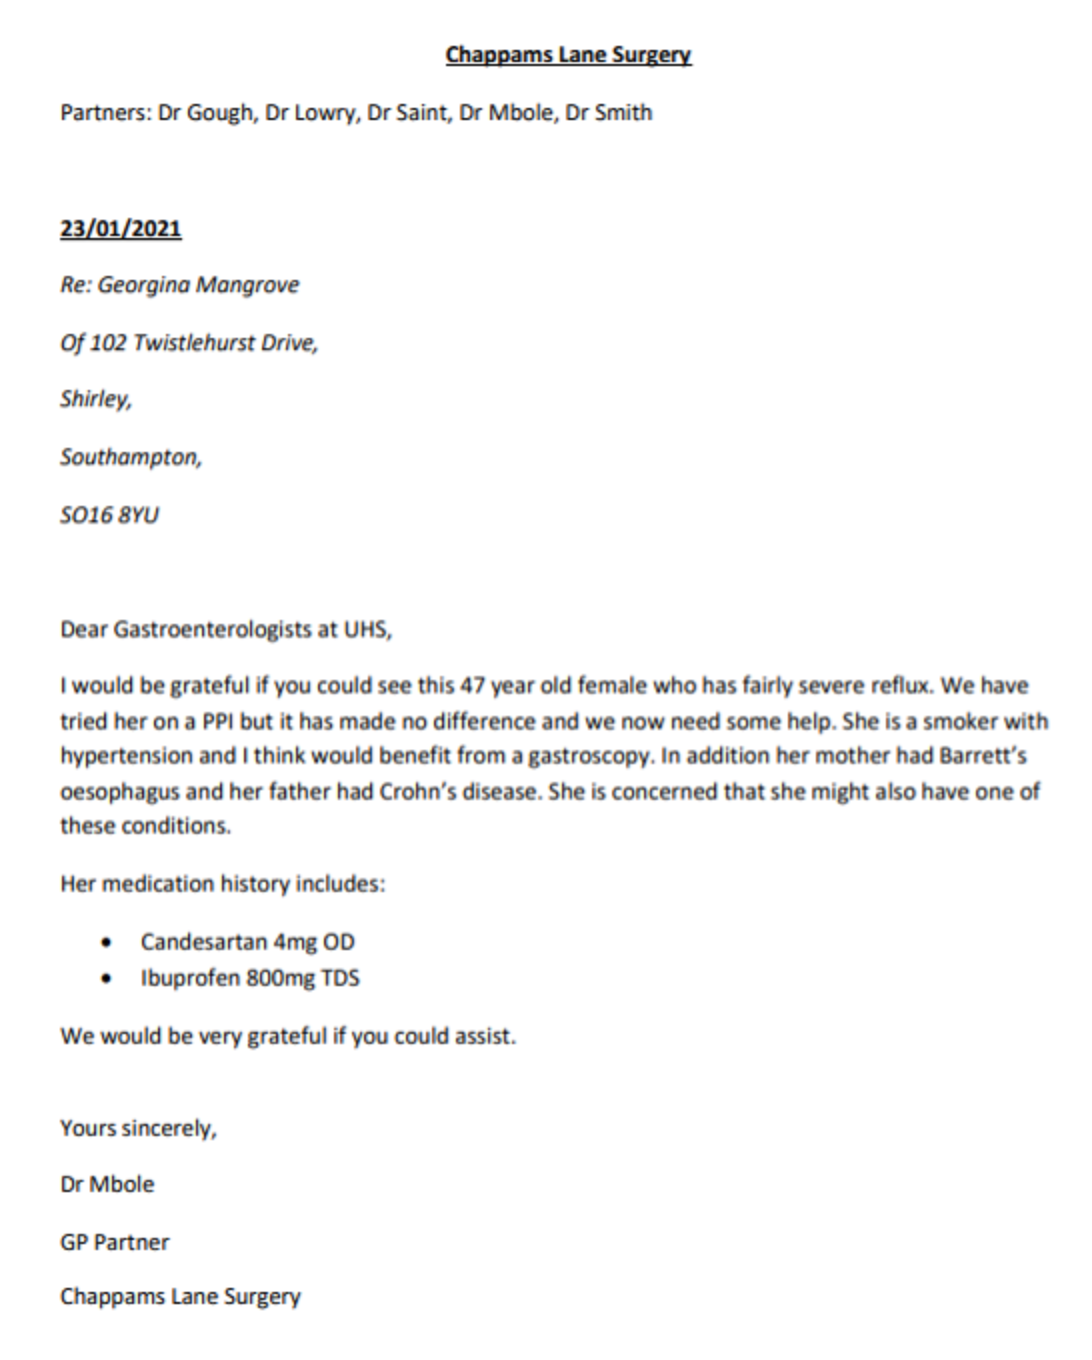 Chappams Lane Surgery
Partners: Dr Gough, Dr Lowry, Dr Saint, Dr Mbole, Dr Smith
23/01/2021
Re: Georgina Mangrove
Of 102 Twistlehurst Drive,
Shirley,
Southampton,
SO16 8YU
Dear Gastroenterologists at UHS,
I would be grateful if you could see this 47 year old female who has fairly severe reflux. We have
tried her on a PPI but it has made no difference and we now need some help. She is a smoker with
hypertension and I think would benefit from a gastroscopy. In addition her mother had Barrett’s
oesophagus and her father had Crohn’s disease. She is concerned that she might also have one of
these conditions.
Her medication history includes:
• Candesartan 4mg OD
• Ibuprofen 800mg TDS
We would be very grateful if you could assist.
Yours sincerely,
Dr Mbole
GP Partner
Chappams Lane Surgery